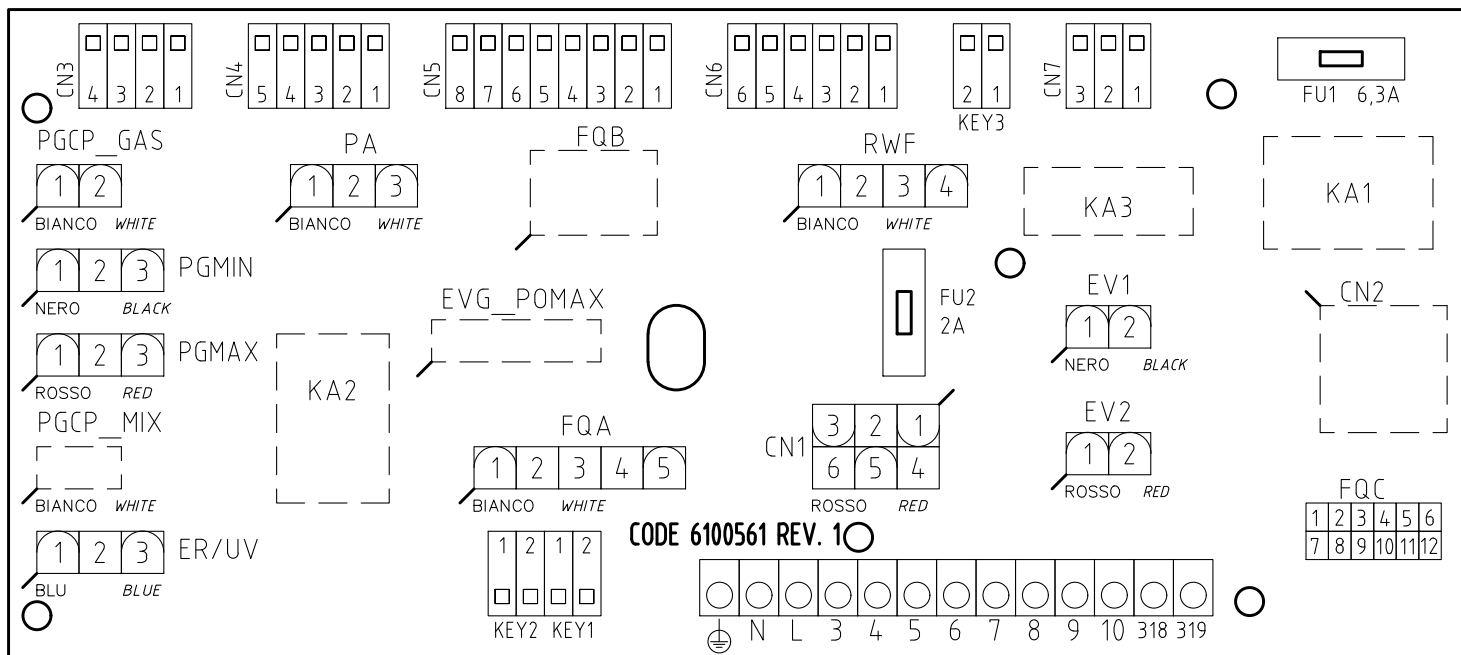 CN3 4 3 2 1
CN4 5 4 3 2 1
CN5 8 7 6 5 4 3 2 1
CN6 6 5 4 3 2 1
2 1
KEY3
CN7 3 2 1
FU1 6,3A
PGCP_GAS
1 2
BIANCO WHITE
PA
1 2 3
BIANCO WHITE
FQB
RWF
1 2 3 4
BIANCO WHITE
KA3
KA1
1 2 3 PGMIN
NERO BLACK
EVG_POMAX
FU2
2A
EV1
1 2
NERO BLACK
CN2
1 2 3 PGMAX
ROSSO RED
KA2
PGCP_MIX
BIANCO WHITE
FQA
1 2 3 4 5
BIANCO WHITE
CN1
3 2 1
6 5 4
ROSSO RED
EV2
1 2
ROSSO RED
FQC
1 2 3 4 5 6
7 8 9 10 11 12
1 2 3 ER/UV
BLU BLUE
CODE 6100561 REV. 1
1 2 1 2
KEY2 KEY1
N L 3 4 5 6 7 8 9 10 318 319